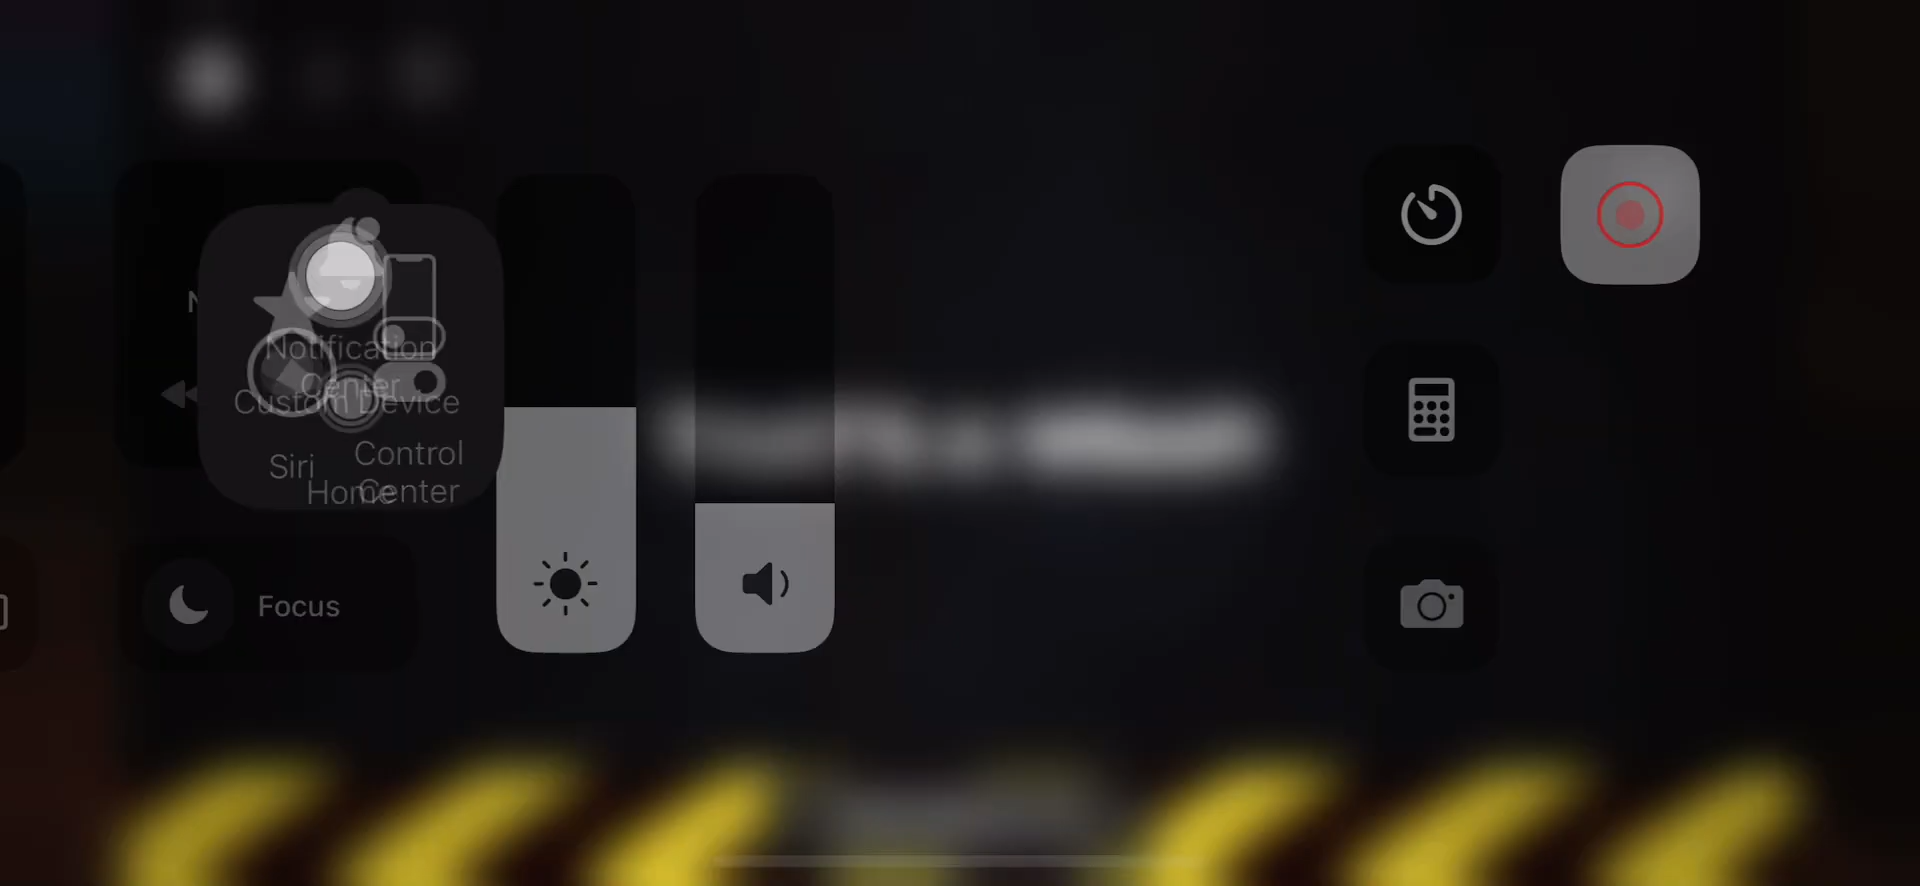 N
Notification
Center
Custom
Device
Siri
Control
Center
Home
Focus